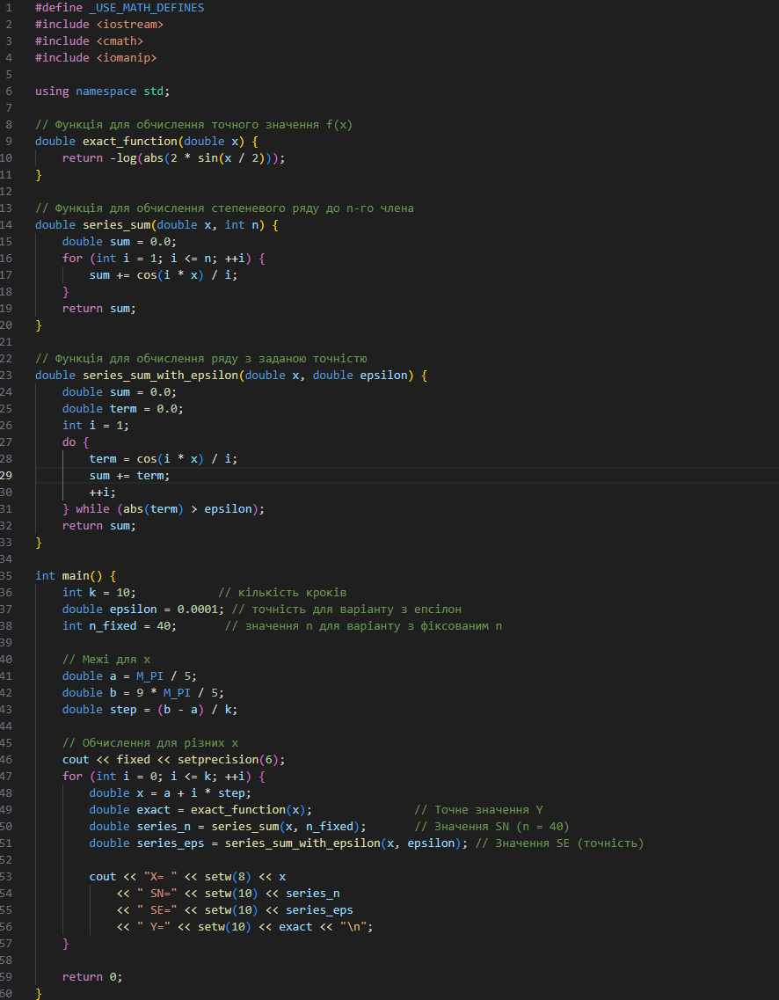 1 #define _USE_MATH_DEFINES
2 #include <iostream>
3 #include <cmath>
4 #include <iomanip>
5
6 using namespace std;
7
8 // Функція для обчислення точного значення f(x)
9 double exact_function(double x) {
10     return -log(abs(2 * sin(x / 2)));
11 }
12
13 // Функція для обчислення степеневого ряду до n-го члена
14 double series_sum(double x, int n) {
15     double sum = 0.0;
16     for (int i = 1; i <= n; ++i) {
17         sum += cos(i * x) / i;
18     }
19     return sum;
20 }
21
22 // Функція для обчислення ряду з заданою точністю
23 double series_sum_with_epsilon(double x, double epsilon) {
24     double sum = 0.0;
25     double term = 0.0;
26     int i = 1;
27     do {
28         term = cos(i * x) / i;
29         sum += term;
30         ++i;
31     } while (abs(term) > epsilon);
32     return sum;
33 }
34
35 int main() {
36     int k = 10;            // кількість кроків
37     double epsilon = 0.0001; // точність для варіанту з епсілон
38     int n_fixed = 40;       // значення n для варіанту з фіксованим n
39
40     // Межі для x
41     double a = M_PI / 5;
42     double b = 9 * M_PI / 5;
43     double step = (b - a) / k;
44
45     // Обчислення для різних x
46     cout << fixed << setprecision(6);
47     for (int i = 0; i <= k; ++i) {
48         double x = a + i * step;
49         double exact = exact_function(x);               // Точне значення Y
50         double series_n = series_sum(x, n_fixed);       // Значення SN (n = 40)
51         double series_eps = series_sum_with_epsilon(x, epsilon); // Значення SE (точність)
52
53         cout << "X= " << setw(8) << x
54             << " SN=" << setw(10) << series_n
55             << " SE=" << setw(10) << series_eps
56             << " Y=" << setw(10) << exact << "\n";
57     }
58
59     return 0;
60 }